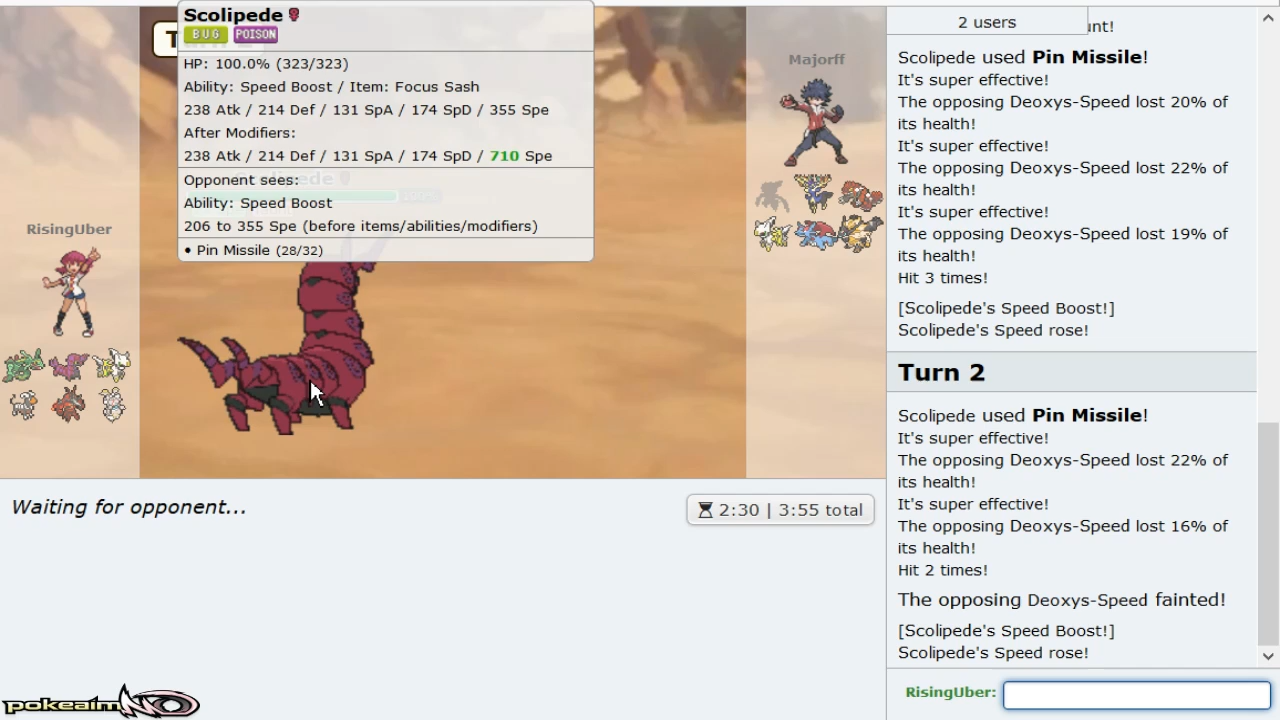 Scolipede
BUG POISON
HP: 100.0% (323/323)
Ability: Speed Boost / Item: Focus Sash
238 Atk / 214 Def / 131 SpA / 174 SpD / 355 Spe
After Modifiers:
238 Atk / 214 Def / 131 SpA / 174 SpD / 710 Spe
Opponent sees:
Ability: Speed Boost
206 to 355 Spe (before items/abilities/modifiers)
• Pin Missile (28/32)
RisingUber
Majorff
Waiting for opponent...
2:30 | 3:55 total
pokeaimMD
2 users
Scolipede used Pin Missile!
It's super effective!
The opposing Deoxys-Speed lost 20% of
its health!
It's super effective!
The opposing Deoxys-Speed lost 22% of
its health!
It's super effective!
The opposing Deoxys-Speed lost 19% of
its health!
Hit 3 times!
[Scolipede's Speed Boost!]
Scolipede's Speed rose!
Turn 2
Scolipede used Pin Missile!
It's super effective!
The opposing Deoxys-Speed lost 22% of
its health!
It's super effective!
The opposing Deoxys-Speed lost 16% of
its health!
Hit 2 times!
The opposing Deoxys-Speed fainted!
[Scolipede's Speed Boost!]
Scolipede's Speed rose!
RisingUber: